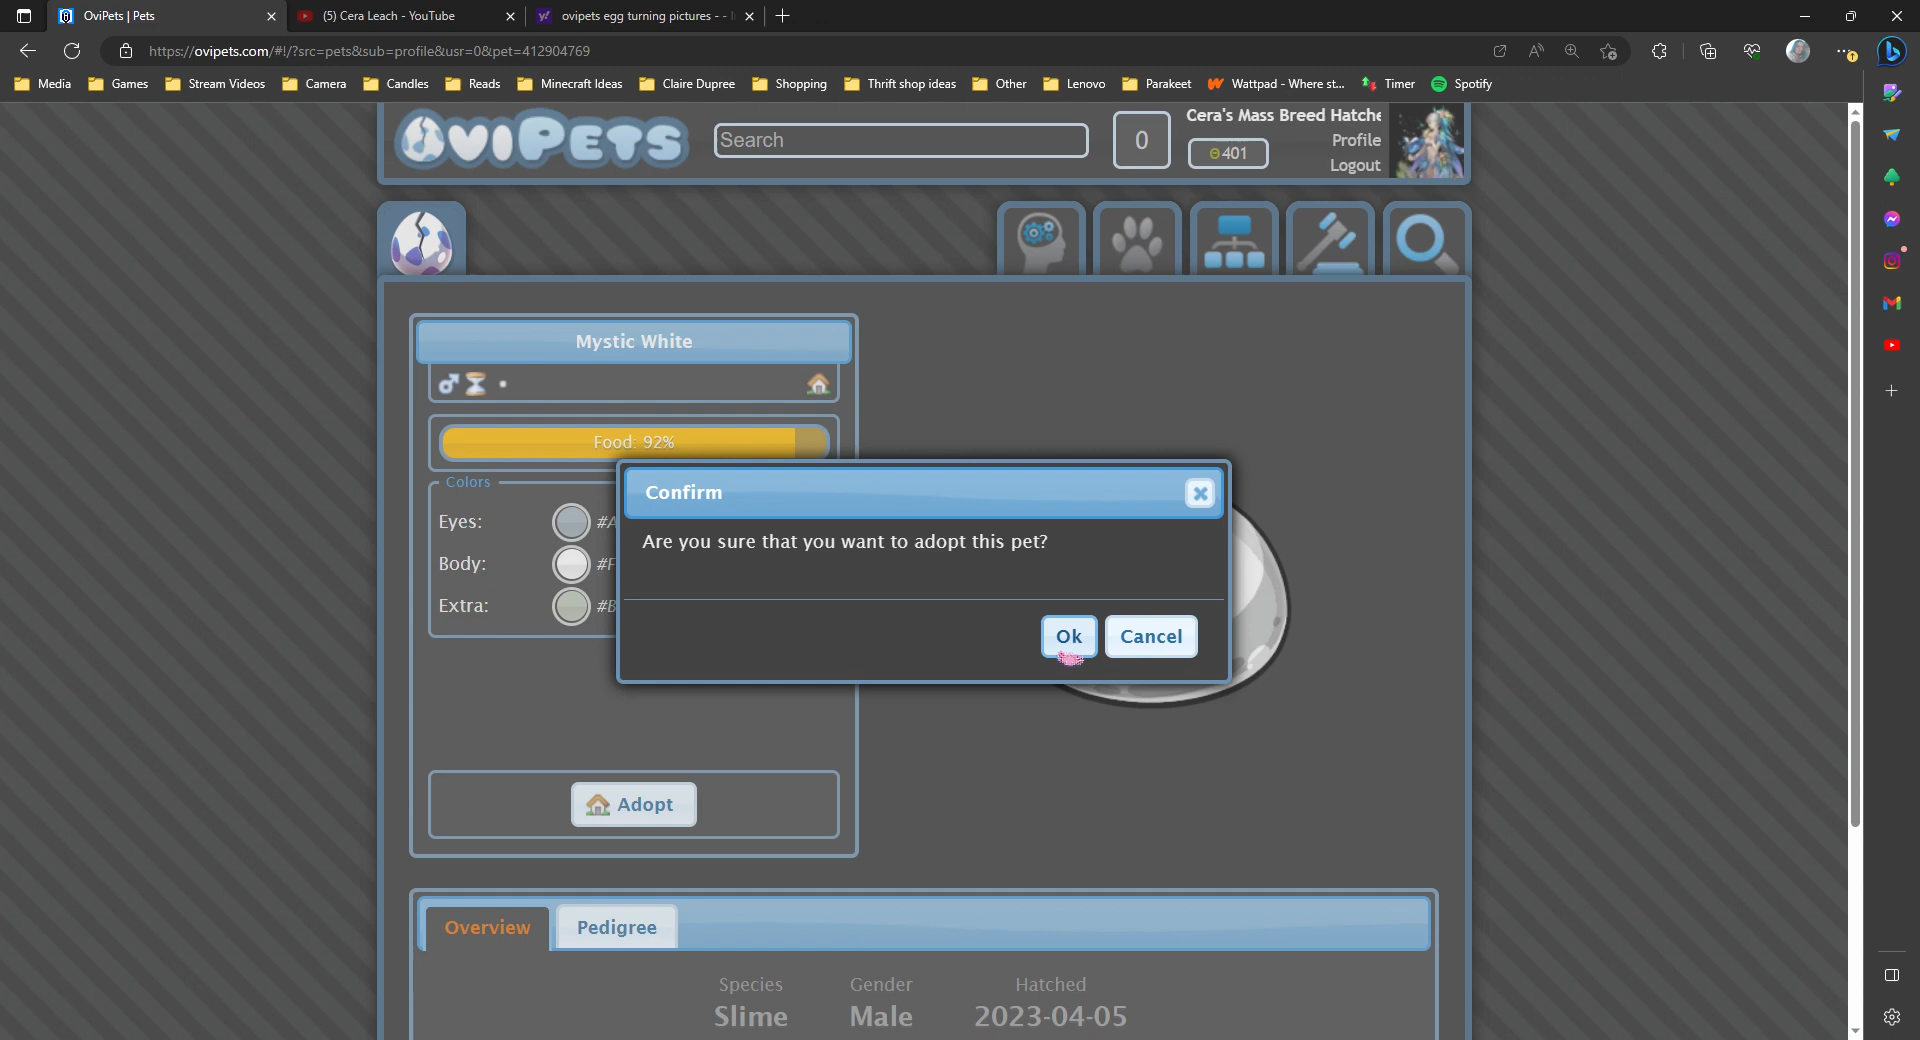 OviPets | Pets
(5) Cera Leach - YouTube
ovipets egg turning pictures - -
https://ovipets.com/#!/?src=pets&sub=profile&usr=0&pet=412904769
Media
Games
Stream Videos
Camera
Candles
Reads
Minecraft Ideas
Claire Dupree
Shopping
Thrift shop ideas
Other
Lenovo
Parakeet
Wattpad - Where st...
Timer
Spotify
OviPets
Search
0
Cera's Mass Breed Hatche
401
Profile
Logout
Mystic White
Food: 92%
Colors
Eyes:
#A
Body:
#F
Extra:
#B
Confirm
Are you sure that you want to adopt this pet?
Ok
Cancel
Adopt
Overview
Pedigree
Species
Gender
Hatched
Slime
Male
2023-04-05